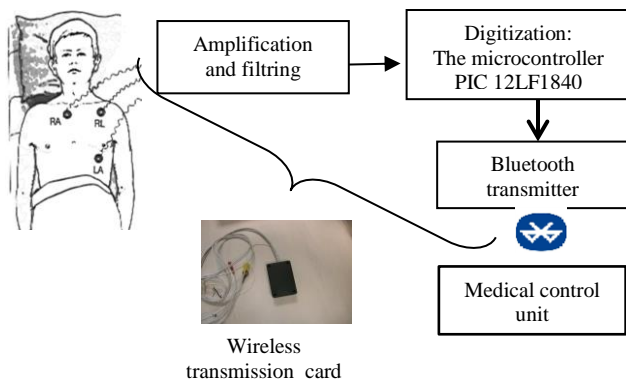 Amplification
and filtring
Digitization:
The microcontroller
PIC 12LF1840
RA
RL
LA
Bluetooth
transmitter
Medical control
unit
Wireless
transmission card